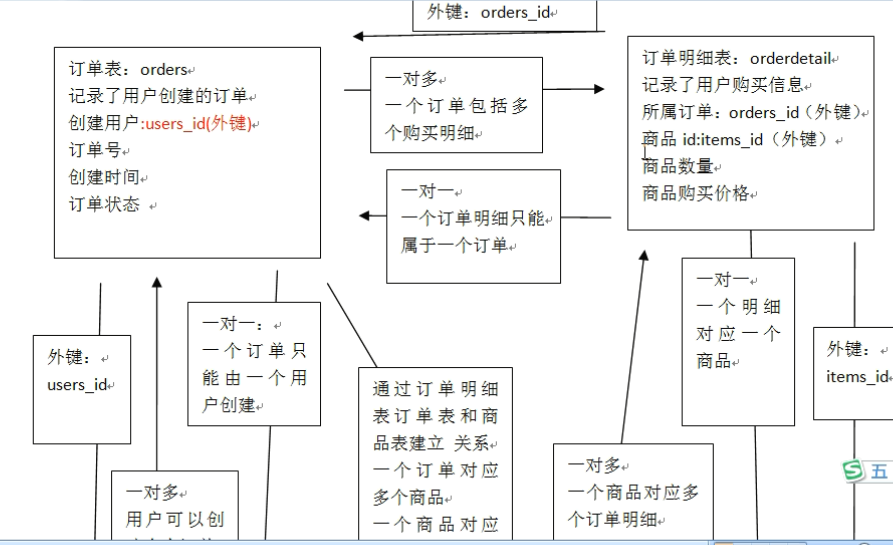 外键：orders_id
订单表：orders
记录了用户创建的订单
创建用户:users_id(外键)
订单号
创建时间
订单状态
一对多
一个订单包括多
个购买明细
订单明细表：orderdetail
记录了用户购买信息
所属订单：orders_id（外键）
商品 id:items_id（外键）
商品数量
商品购买价格
一对一
一个订单明细只能
属于一个订单
外键：
users_id
一对一：
一个订单只
能由一个用
户创建
通过订单明细
表订单表和商
品表建立 关系
一个订单对应
多个商品
一个商品对应
一对一
一个明细
对应一个
商品
外键：
items_id
一对多
用户可以创
一对多
一个商品对应多
个订单明细
五